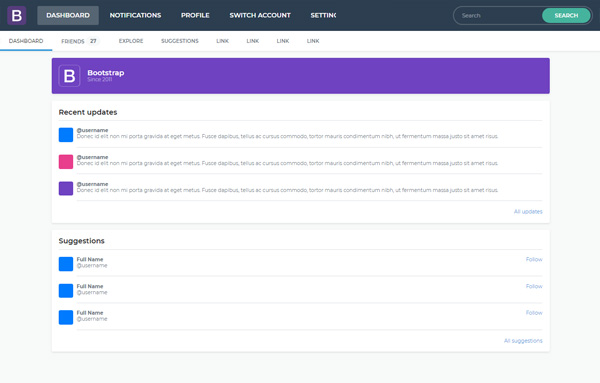 B
DASHBOARD NOTIFICATIONS PROFILE SWITCH ACCOUNT SETTIN
Search
SEARCH
DASHBOARD FRIENDS 27 EXPLORE SUGGESTIONS LINK LINK LINK LINK
B
Bootstrap
Since 2011
Recent updates
@username
Donec id elit non mi porta gravida at eget metus. Fusce dapibus, tellus ac cursus commodo, tortor mauris condimentum nibh, ut fermentum massa justo sit amet risus.
@username
Donec id elit non mi porta gravida at eget metus. Fusce dapibus, tellus ac cursus commodo, tortor mauris condimentum nibh, ut fermentum massa justo sit amet risus.
@username
Donec id elit non mi porta gravida at eget metus. Fusce dapibus, tellus ac cursus commodo, tortor mauris condimentum nibh, ut fermentum massa justo sit amet risus.
All updates
Suggestions
Full Name Follow
@username
Full Name Follow
@username
Full Name Follow
@username
All suggestions